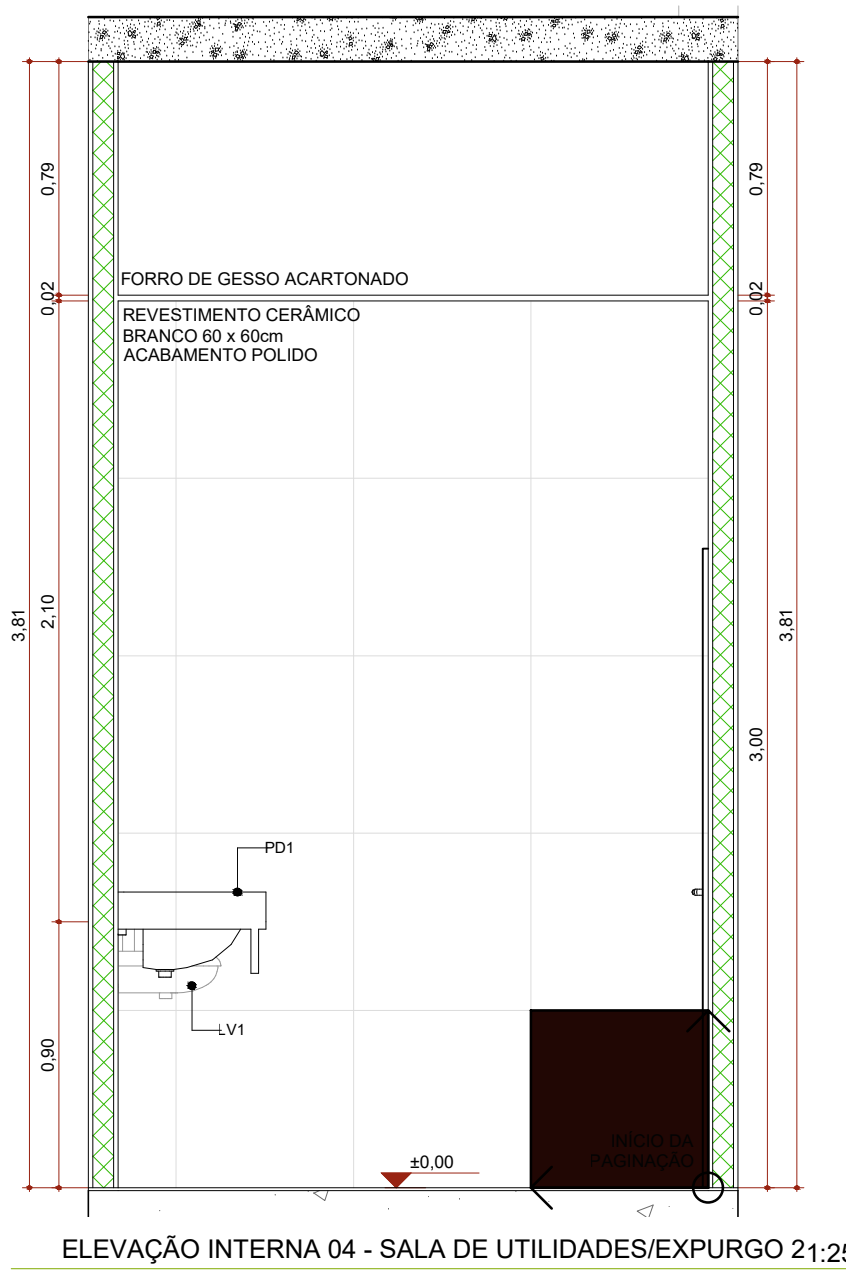 0,79
0,79
FORRO DE GESSO ACARTONADO
0,02
0,02
REVESTIMENTO CERÂMICO
BRANCO 60 x 60cm
ACABAMENTO POLIDO
3,81
2,10
3,81
3,00
PD1
LV1
0,90
INÍCIO DA
PAGINAÇÃO
±0,00
ELEVAÇÃO INTERNA 04 - SALA DE UTILIDADES/EXPURGO 2 1:25